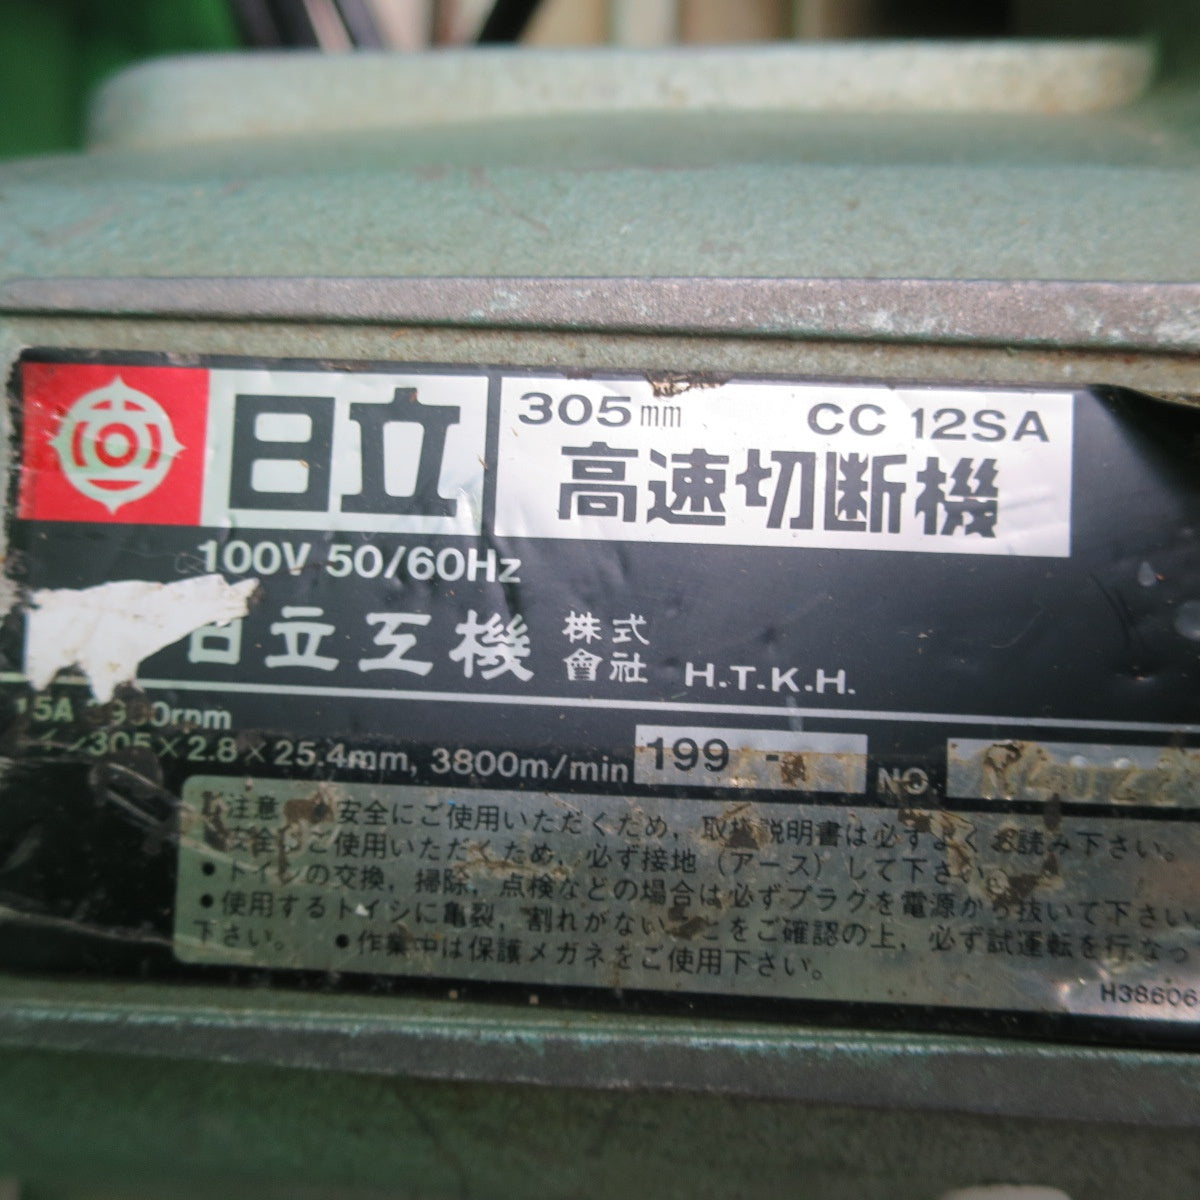 日立
305mm CC 12SA
高速切断機
100V 50/60Hz
日立工機 株式會社 H.T.K.H.
15A rpm
305×2.8×25.4mm, 3800m/min 199 NO.
注意 安全にご使用いただくため, 取扱説明書は必ずよくお読み下さい。
安全にご使用いただくため, 必ず接地 (アース) して下さい。
●トイシの交換, 掃除, 点検などの場合は必ずプラグを電源から抜いて下さい
●使用するトイシに亀裂, 割れがないことをご確認の上, 必ず試運転を行なっ
下さい。 ●作業中は保護メガネをご使用下さい。
H38606